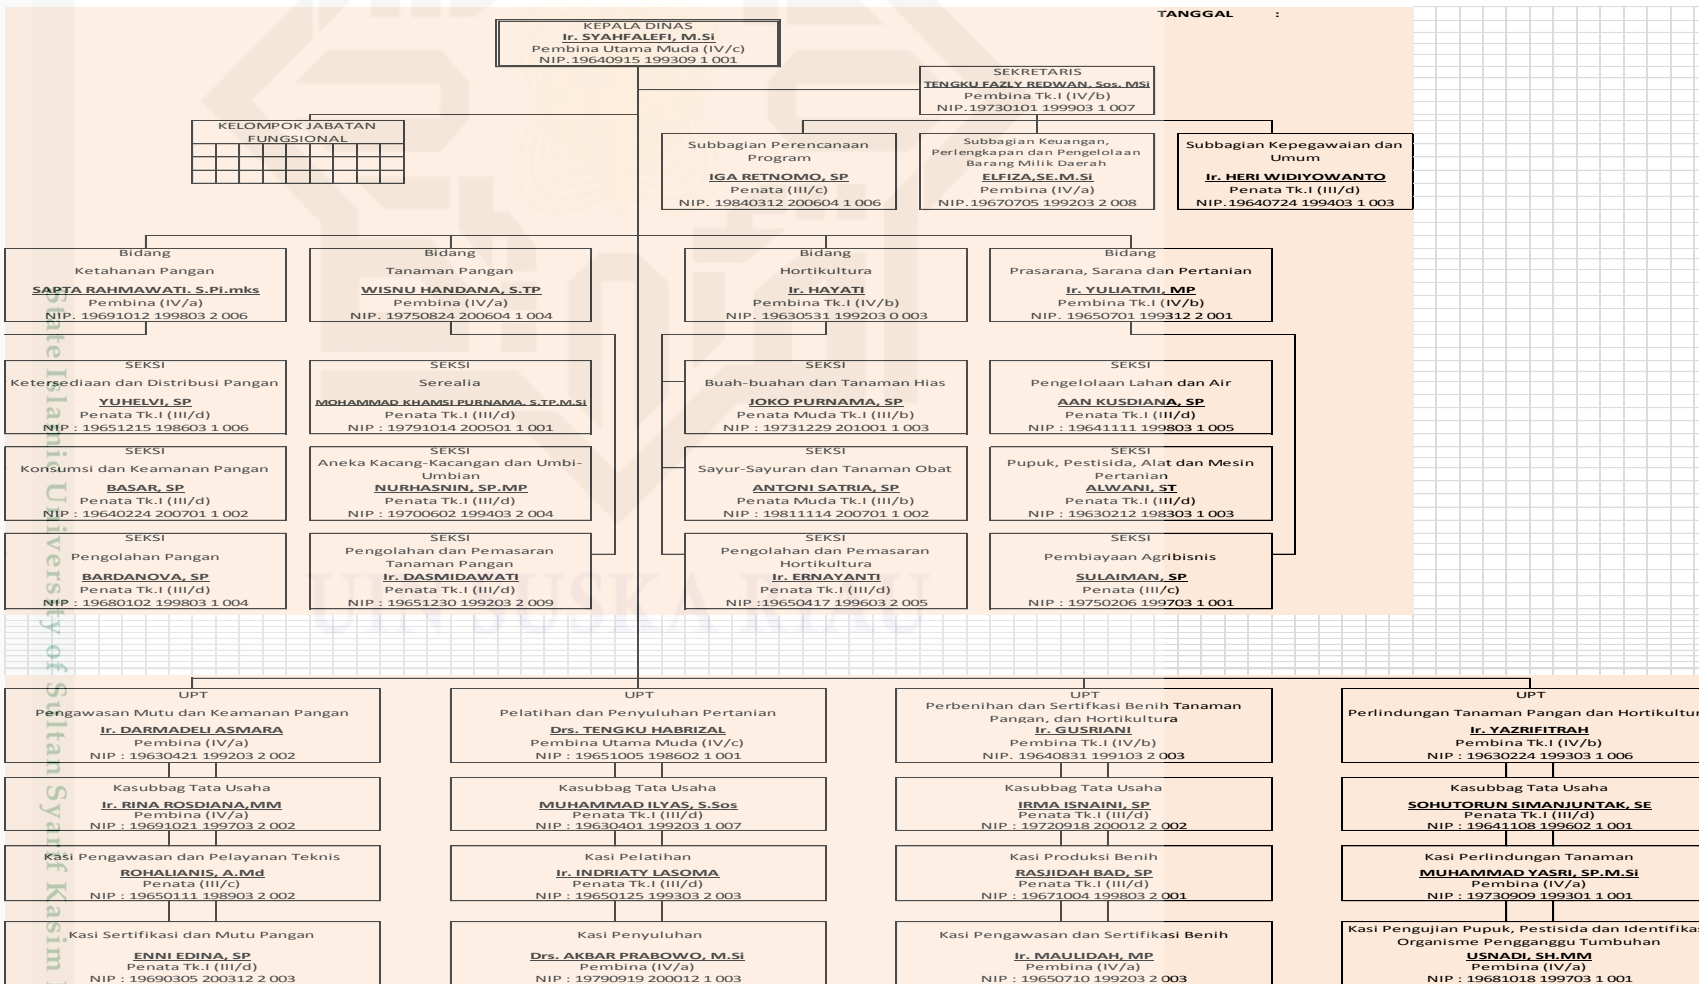 TANGGAL :
KEPALA DINAS
Ir. SYAHFALEFI, M.Si
Pembina Utama Muda (IV/c)
NIP.19640915 199309 1 001
SEKRETARIS
TENGKU FAZLY REDWAN, Sos. MSi
Pembina Tk.I (IV/b)
NIP.19730101 199903 1 007
KELOMPOK JABATAN
FUNGSIONAL
Subbagian Perencanaan
Program
IGA RETNOMO, SP
Penata (III/c)
NIP. 19840312 200604 1 006
Subbagian Keuangan,
Perlengkapan dan Pengelolaan
Barang Milik Daerah
ELFIZA,SE.M.Si
Pembina (IV/a)
NIP.19670705 199203 2 008
Subbagian Kepegawaian dan
Umum
Ir. HERI WIDIYOWANTO
Penata Tk.I (III/d)
NIP.19640724 199403 1 003
Bidang
Ketahanan Pangan
SAPTA RAHMAWATI. S.Pi.mks
Pembina (IV/a)
NIP. 19691012 199803 2 006
Bidang
Tanaman Pangan
WISNU HANDANA, S.TP
Pembina (IV/a)
NIP. 19750824 200604 1 004
Bidang
Hortikultura
Ir. HAYATI
Pembina Tk.I (IV/b)
NIP. 19630531 199203 0 003
Bidang
Prasarana, Sarana dan Pertanian
Ir. YULIATMI, MP
Pembina Tk.I (IV/b)
NIP. 19650701 199312 2 001
SEKSI
Ketersediaan dan Distribusi Pangan
YUHELVI, SP
Penata Tk.I (III/d)
NIP : 19651215 198603 1 006
SEKSI
Serealia
MOHAMMAD KHAMSI PURNAMA. S.TP.M.Si
Penata Tk.I (III/d)
NIP : 19791014 200501 1 001
SEKSI
Buah-buahan dan Tanaman Hias
JOKO PURNAMA, SP
Penata Muda Tk.I (III/b)
NIP : 19731229 201001 1 003
SEKSI
Pengelolaan Lahan dan Air
AAN KUSDIANA, SP
Penata Tk.I (III/d)
NIP : 19641111 199803 1 005
SEKSI
Konsumsi dan Keamanan Pangan
BASAR, SP
Penata Tk.I (III/d)
NIP : 19640224 200701 1 002
SEKSI
Aneka Kacang-Kacangan dan Umbi-
Umbian
NURHASNIN, SP.MP
Penata Tk.I (III/d)
NIP : 19700602 199403 2 004
SEKSI
Sayur-Sayuran dan Tanaman Obat
ANTONI SATRIA, SP
Penata Muda Tk.I (III/b)
NIP : 19811114 200701 1 002
SEKSI
Pupuk, Pestisida, Alat dan Mesin
Pertanian
ALWANI, ST
Penata Tk.I (III/d)
NIP : 19630212 198303 1 003
SEKSI
Pengolahan Pangan
BARDANOVA, SP
Penata Tk.I (III/d)
NIP : 19680102 199803 1 004
SEKSI
Pengolahan dan Pemasaran
Tanaman Pangan
Ir. DASMIDAWATI
Penata Tk.I (III/d)
NIP : 19651230 199203 2 009
SEKSI
Pengolahan dan Pemasaran
Hortikultura
Ir. ERNAYANTI
Penata Tk.I (III/d)
NIP :19650417 199603 2 005
SEKSI
Pembiayaan Agribisnis
SULAIMAN, SP
Penata (III/c)
NIP : 19750206 199703 1 001
UIN SUSKA RIAU
State Islamic University of Sultan Syarif Kasim
UPT
Pengawasan Mutu dan Keamanan Pangan
Ir. DARMADELI ASMARA
Pembina (IV/a)
NIP : 19630421 199203 2 002
UPT
Pelatihan dan Penyuluhan Pertanian
Drs. TENGKU HABRIZAL
Pembina Utama Muda (IV/c)
NIP : 19651005 198602 1 001
UPT
Perbenihan dan Sertifkasi Benih Tanaman
Pangan, dan Hortikultura
Ir. GUSRIANI
Pembina Tk.I (IV/b)
NIP. 19640831 199103 2 003
UPT
Perlindungan Tanaman Pangan dan Hortikultur
Ir. YAZRIFITRAH
Pembina Tk.I (IV/b)
NIP : 19630224 199303 1 006
Kasubbag Tata Usaha
Ir. RINA ROSDIANA,MM
Pembina (IV/a)
NIP : 19691021 199703 2 002
Kasubbag Tata Usaha
MUHAMMAD ILYAS, S.Sos
Penata Tk.I (III/d)
NIP : 19630401 199203 1 007
Kasubbag Tata Usaha
IRMA ISNAINI, SP
Penata Tk.I (III/d)
NIP : 19720918 200012 2 002
Kasubbag Tata Usaha
SOHUTORUN SIMANJUNTAK, SE
Penata Tk.I (III/d)
NIP : 19641108 199602 1 001
Kasi Pengawasan dan Pelayanan Teknis
ROHALIANIS, A.Md
Penata (III/c)
NIP : 19650111 198903 2 002
Kasi Pelatihan
Ir. INDRIATY LASOMA
Penata Tk.I (III/d)
NIP : 19650125 199303 2 003
Kasi Produksi Benih
RASJIDAH BAD, SP
Penata Tk.I (III/d)
NIP : 19671004 199803 2 001
Kasi Perlindungan Tanaman
MUHAMMAD YASRI, SP.M.Si
Pembina (IV/a)
NIP : 19730909 199301 1 001
Kasi Sertifikasi dan Mutu Pangan
ENNI EDINA, SP
Penata Tk.I (III/d)
NIP : 19690305 200312 2 003
Kasi Penyuluhan
Drs. AKBAR PRABOWO, M.Si
Pembina (IV/a)
NIP : 19790919 200012 1 003
Kasi Pengawasan dan Sertifikasi Benih
Ir. MAULIDAH, MP
Pembina (IV/a)
NIP : 19650710 199203 2 003
Kasi Pengujian Pupuk, Pestisida dan Identifika
Organisme Pengganggu Tumbuhan
USNADI, SH.MM
Pembina (IV/a)
NIP : 19681018 199703 1 001